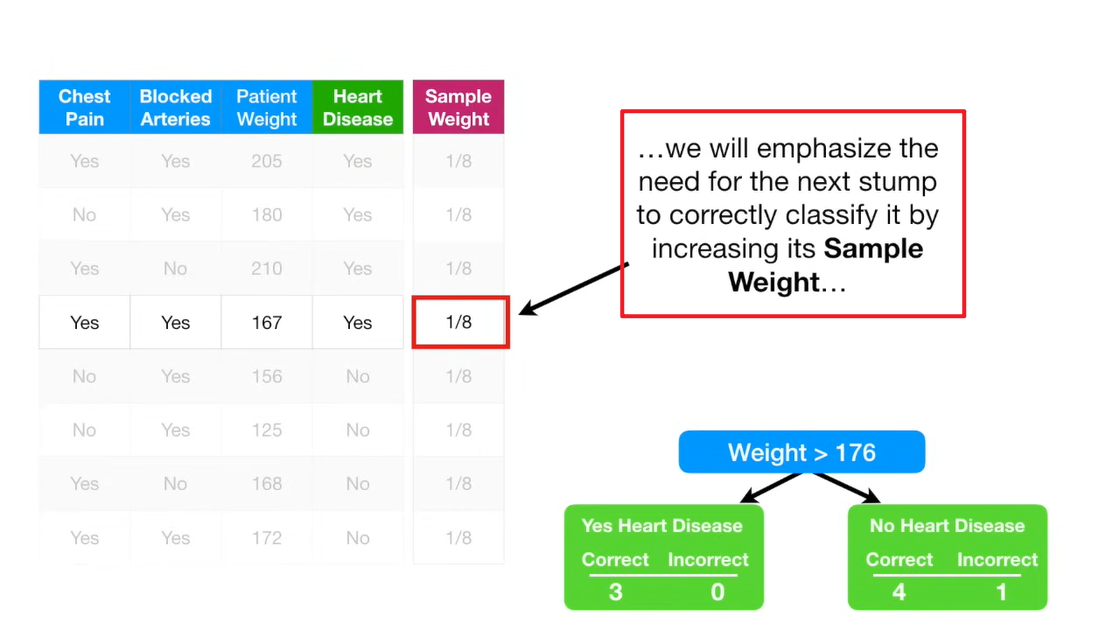 Chest Pain Blocked Arteries Patient Weight Heart Disease Sample Weight
Yes Yes 205 Yes 1/8
No Yes 180 Yes 1/8
Yes No 210 Yes 1/8
Yes Yes 167 Yes 1/8
No Yes 156 No 1/8
No Yes 125 No 1/8
Yes No 168 No 1/8
Yes Yes 172 No 1/8
…we will emphasize the
need for the next stump
to correctly classify it by
increasing its Sample
Weight…
Weight > 176
Yes Heart Disease
Correct Incorrect
3 0
No Heart Disease
Correct Incorrect
4 1